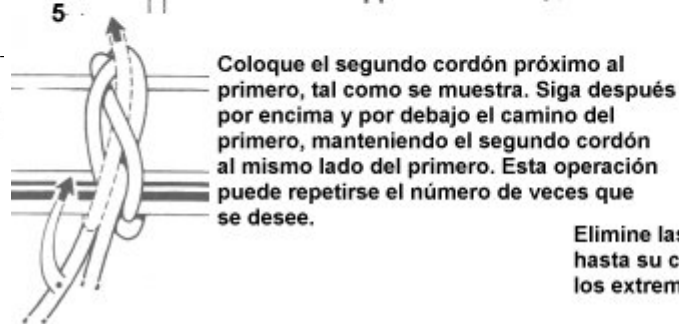 5
Coloque el segundo cordón próximo al
primero, tal como se muestra. Siga después
por encima y por debajo el camino del
primero, manteniendo el segundo cordón
al mismo lado del primero. Esta operación
puede repetirse el número de veces que
se desee.
Elimine las
hasta su c
los extrem